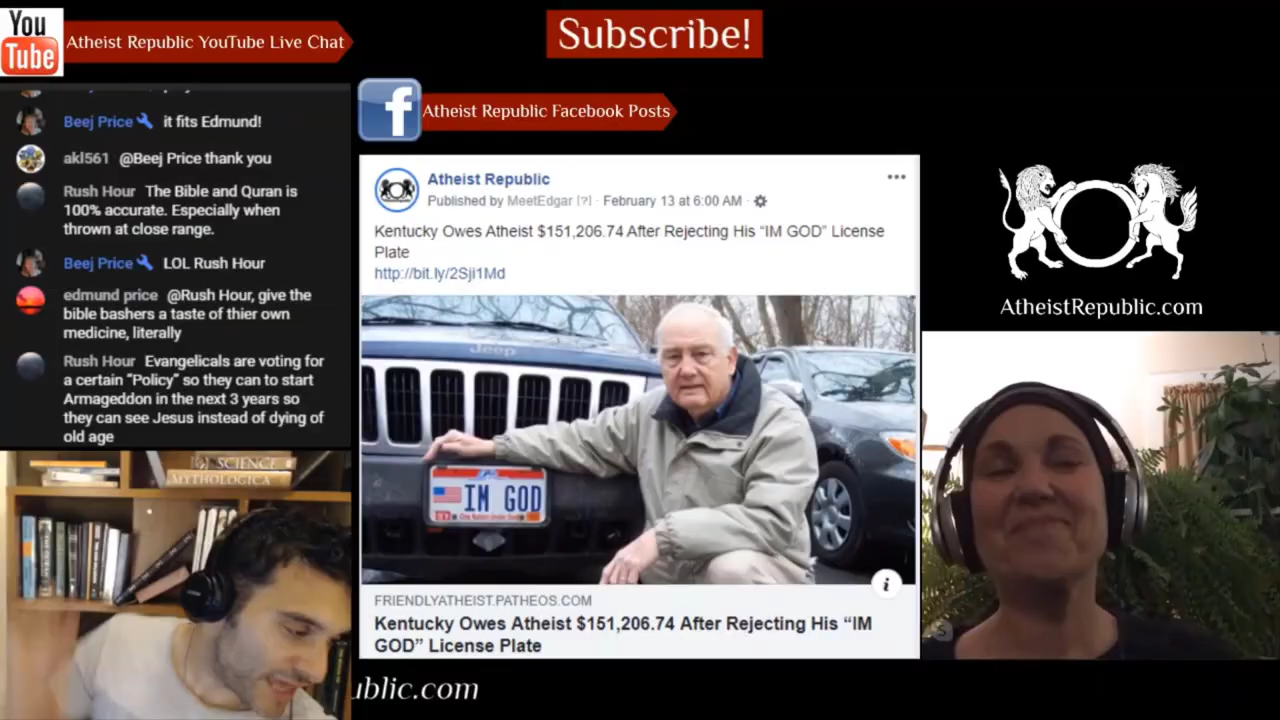 You
Tube
Atheist Republic YouTube Live Chat
Subscribe!
Beej Price it fits Edmund!
akl561 @Beej Price thank you
Rush Hour The Bible and Quran is
100% accurate. Especially when
thrown at close range.
Beej Price LOL Rush Hour
edmund price @Rush Hour, give the
bible bashers a taste of thier own
medicine, literally
Rush Hour Evangelicals are voting for
a certain “Policy” so they can to start
Armageddon in the next 3 years so
they can see Jesus instead of dying of
old age
f
Atheist Republic Facebook Posts
Atheist Republic
Published by MeetEdgar [?] · February 13 at 6:00 AM ·
Kentucky Owes Atheist $151,206.74 After Rejecting His “IM GOD” License
Plate
http://bit.ly/2Sji1Md
Jeep
IM GOD
i
FRIENDLYATHEIST.PATHEOS.COM
Kentucky Owes Atheist $151,206.74 After Rejecting His “IM
GOD” License Plate
AtheistRepublic.com
SCIENCE
MYTHOLOGICA
S
ublic.com